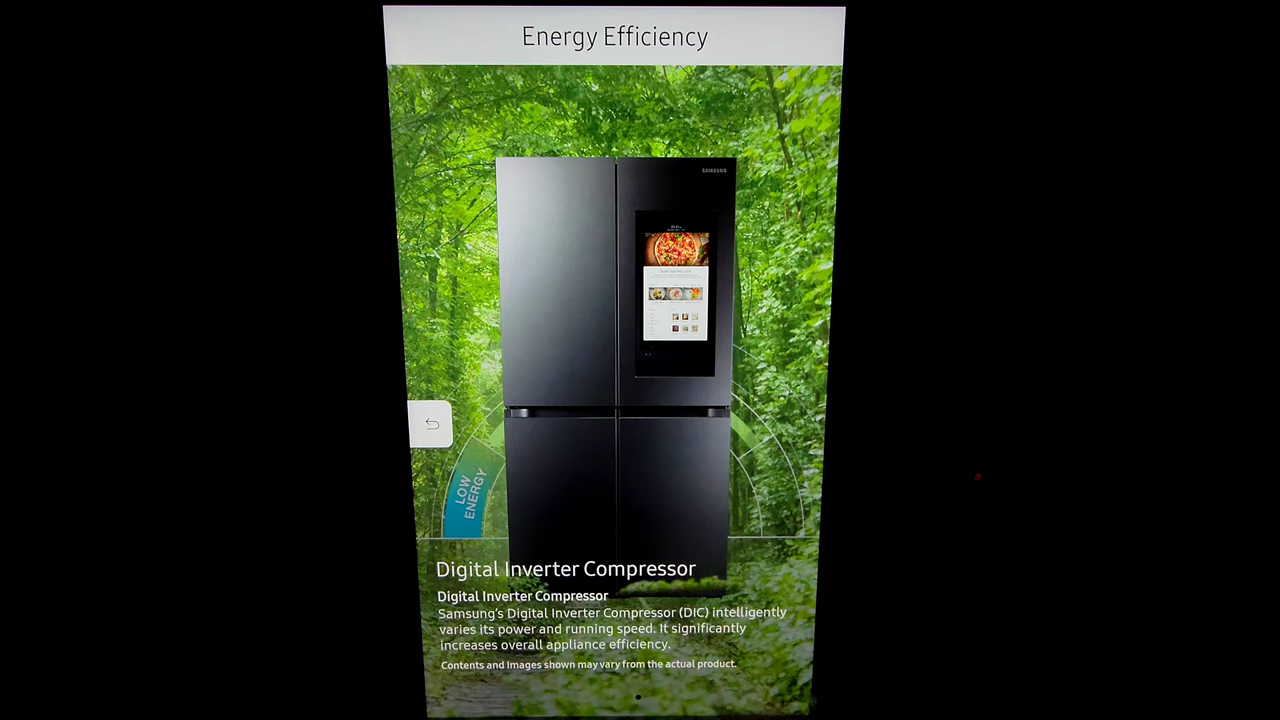 Energy Efficiency
SAMSUNG
LOW
ENERGY
Digital Inverter Compressor
Digital Inverter Compressor
Samsung's Digital Inverter Compressor (DIC) intelligently
varies its power and running speed. It significantly
increases overall appliance efficiency.
Contents and Images shown may vary from the actual product.